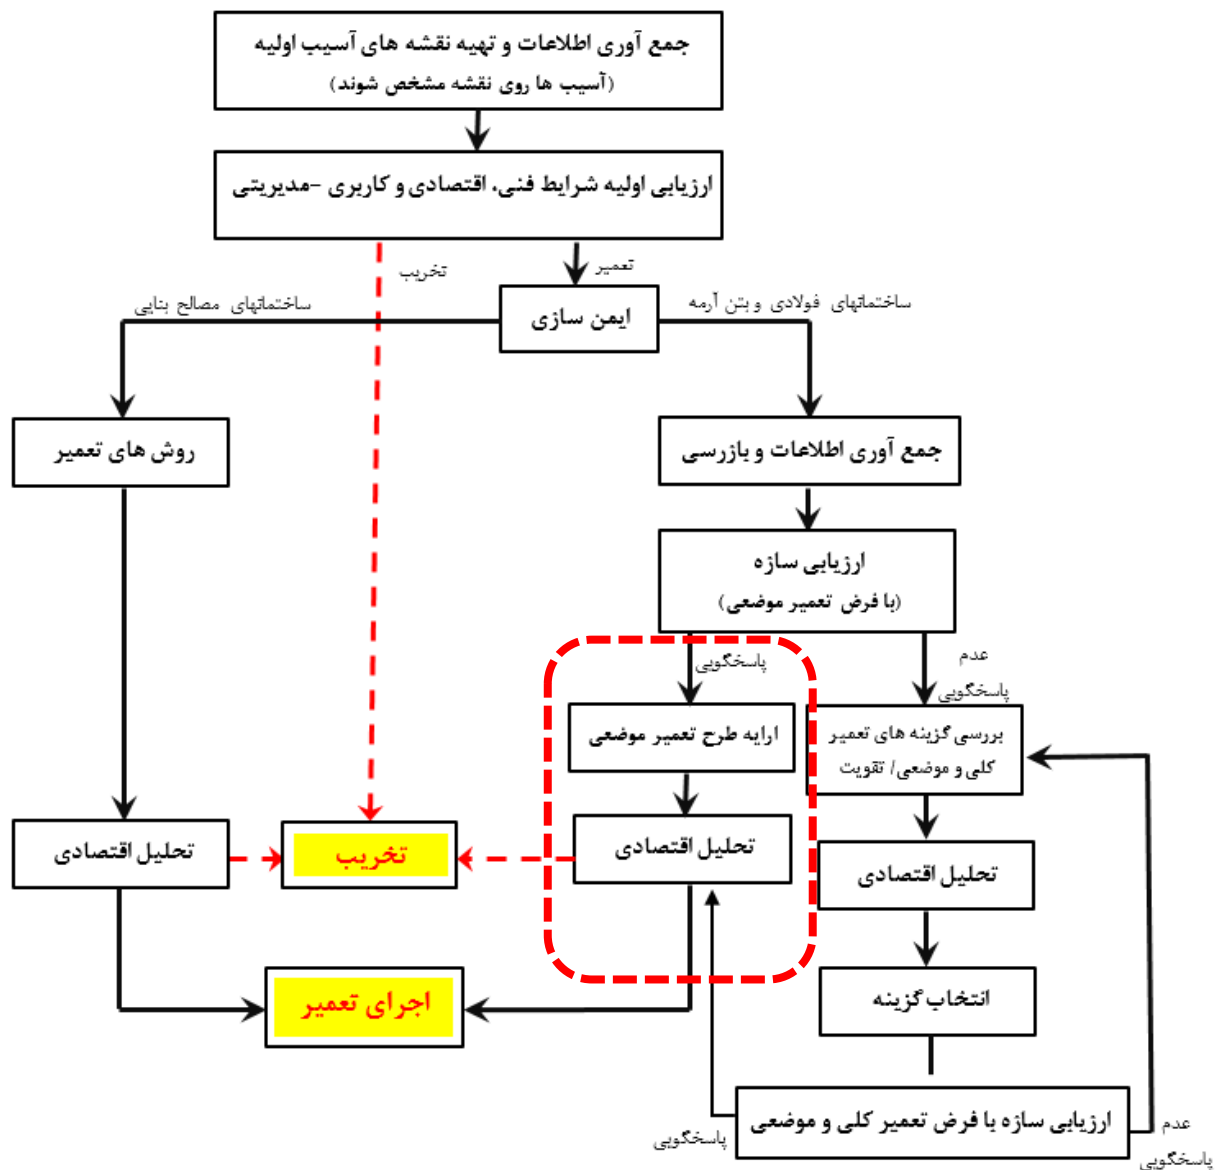 جمع آوری اطلاعات و تهیه نقشه های آسیب اولیه
(آسیب ها روی نقشه مشخص شوند)
ارزیابی اولیه شرایط فنی، اقتصادی و کاربری -مدیریتی
تخریب
تعمیر
ساختمانهای فولادی و بتن آرمه
ایمن سازی
ساختمانهای مصالح بنایی
جمع آوری اطلاعات و بازرسی
روش های تعمیر
ارزیابی سازه
(با فرض تعمیر موضعی)
عدم
پاسخگویی
پاسخگویی
بررسی گزینه های تعمیر
کلی و موضعی/ تقویت
ارایه طرح تعمیر موضعی
تحلیل اقتصادی
تحلیل اقتصادی
تخریب
تحلیل اقتصادی
انتخاب گزینه
اجرای تعمیر
ارزیابی سازه با فرض تعمیر کلی و موضعی
عدم
پاسخگویی
پاسخگویی